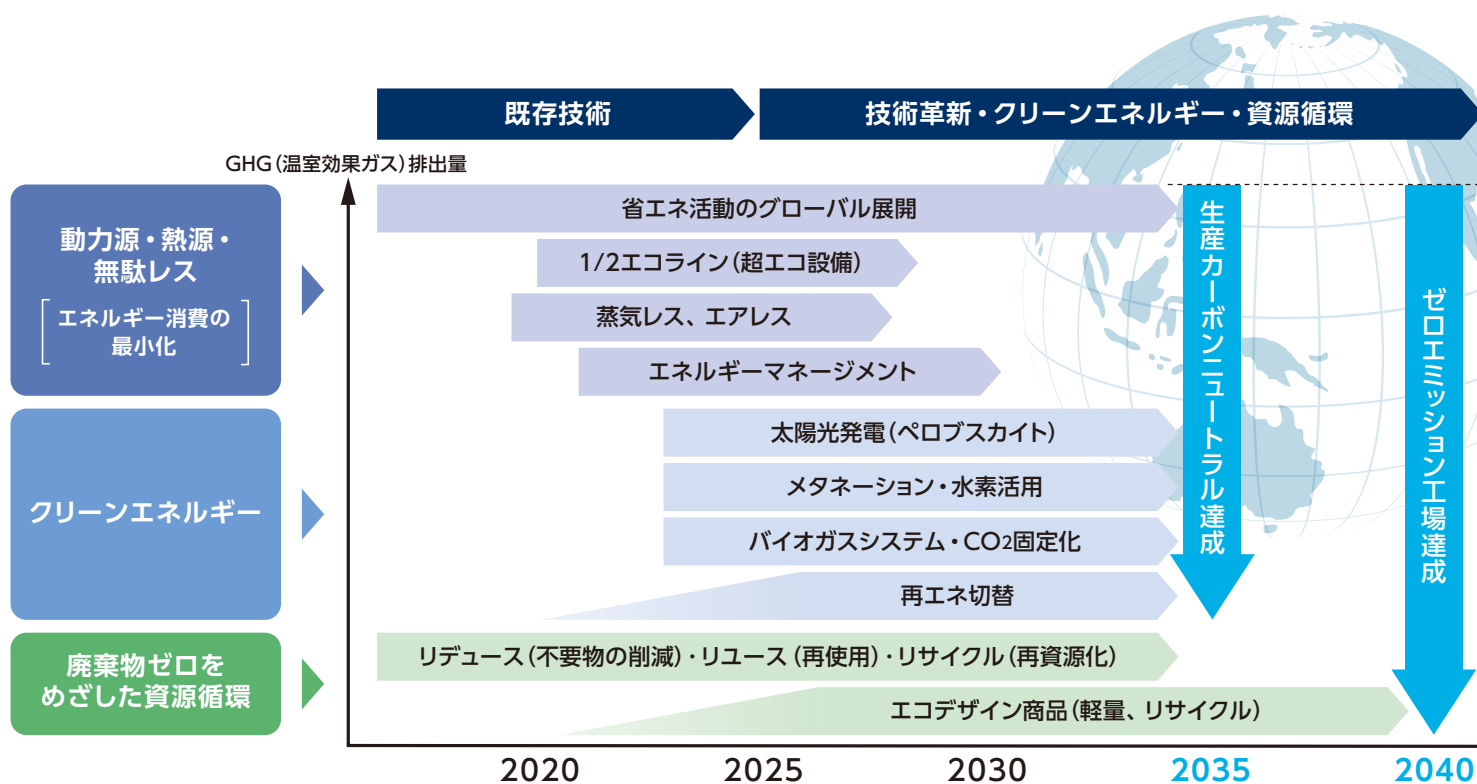 既存技術
技術革新・クリーンエネルギー・資源循環
GHG（温室効果ガス）排出量
動力源・熱源・
無駄レス
エネルギー消費の
最小化
省エネ活動のグローバル展開
1/2エコライン（超エコ設備）
蒸気レス、エアレス
エネルギーマネージメント
クリーンエネルギー
太陽光発電（ペロブスカイト）
メタネーション・水素活用
バイオガスシステム・CO2固定化
再エネ切替
廃棄物ゼロを
めざした資源循環
リデュース（不要物の削減）・リユース（再使用）・リサイクル（再資源化）
エコデザイン商品（軽量、リサイクル）
生産カーボンニュートラル達成
ゼロエミッション工場達成
2020 2025 2030 2035 2040